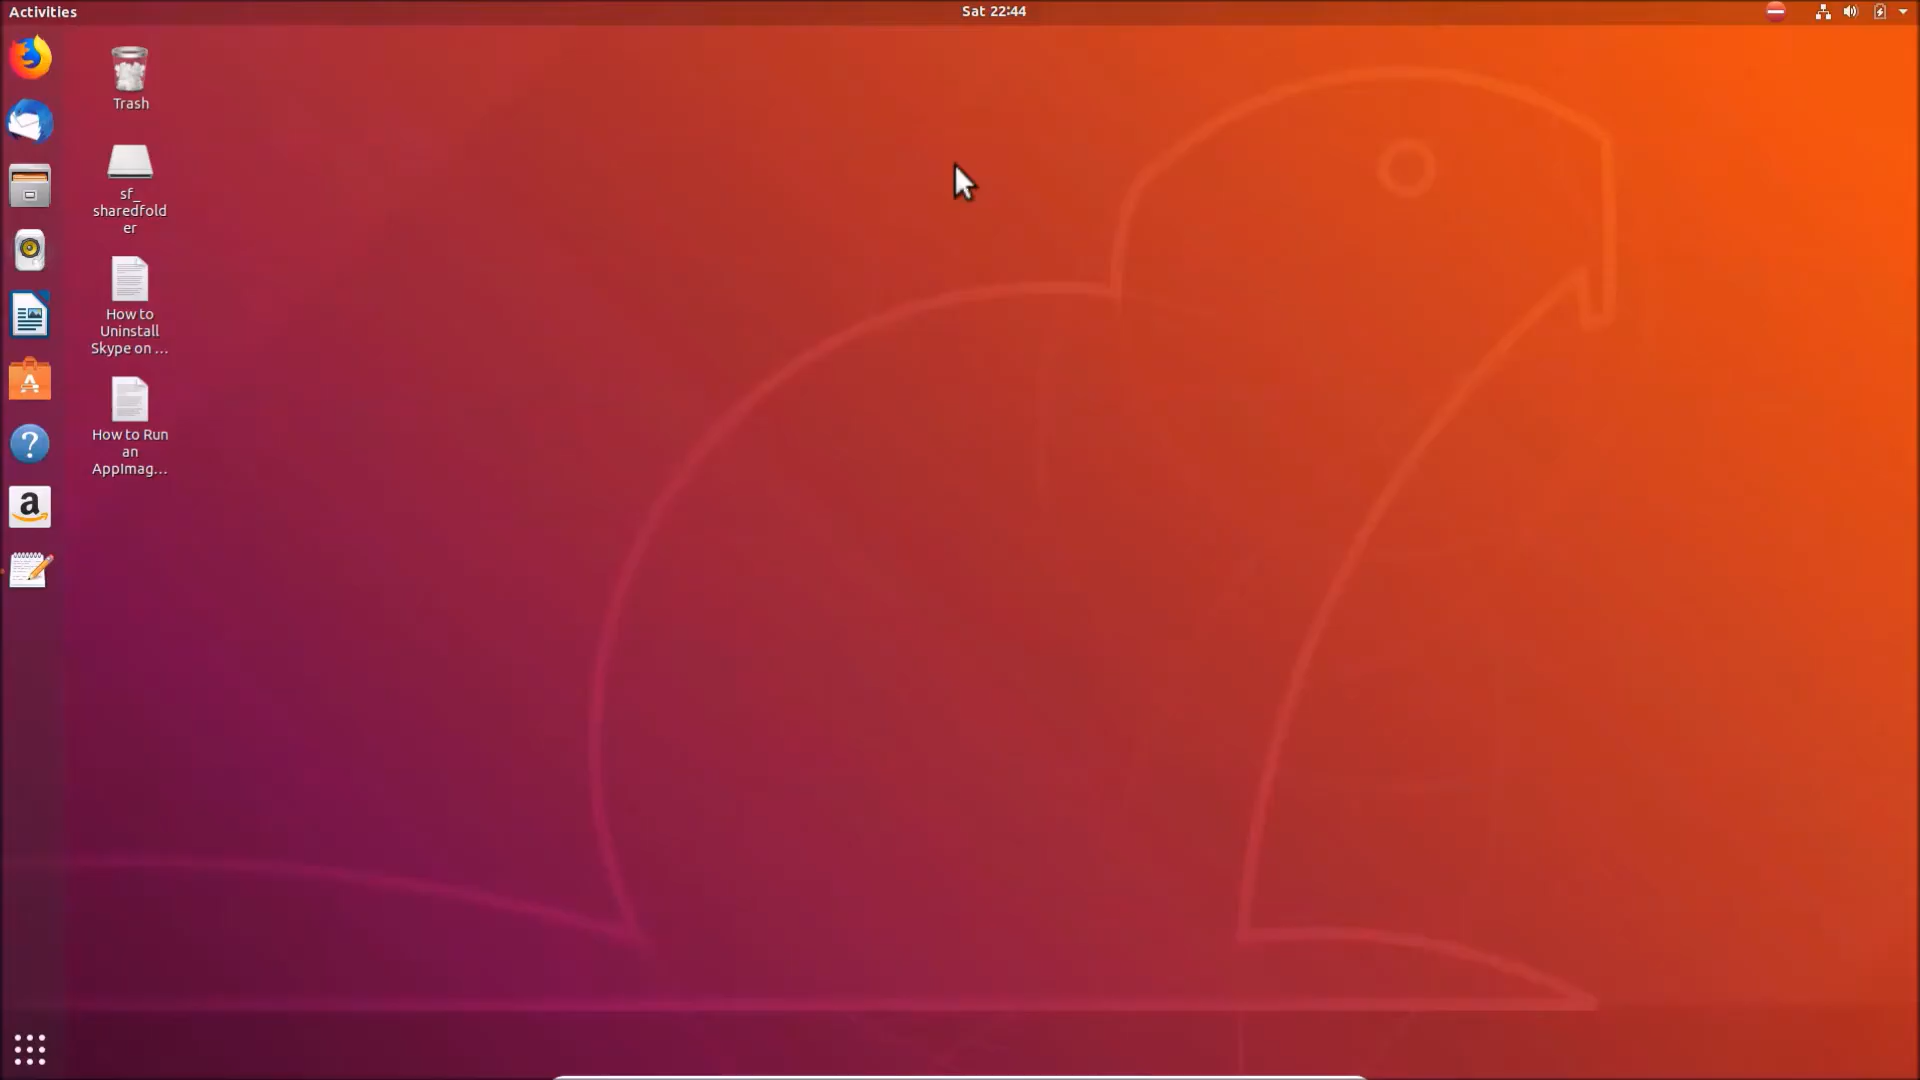 Activities
Sat 22:44
Trash
sf_
sharedfold
er
How to
Uninstall
Skype on ...
How to Run
an
AppImag...